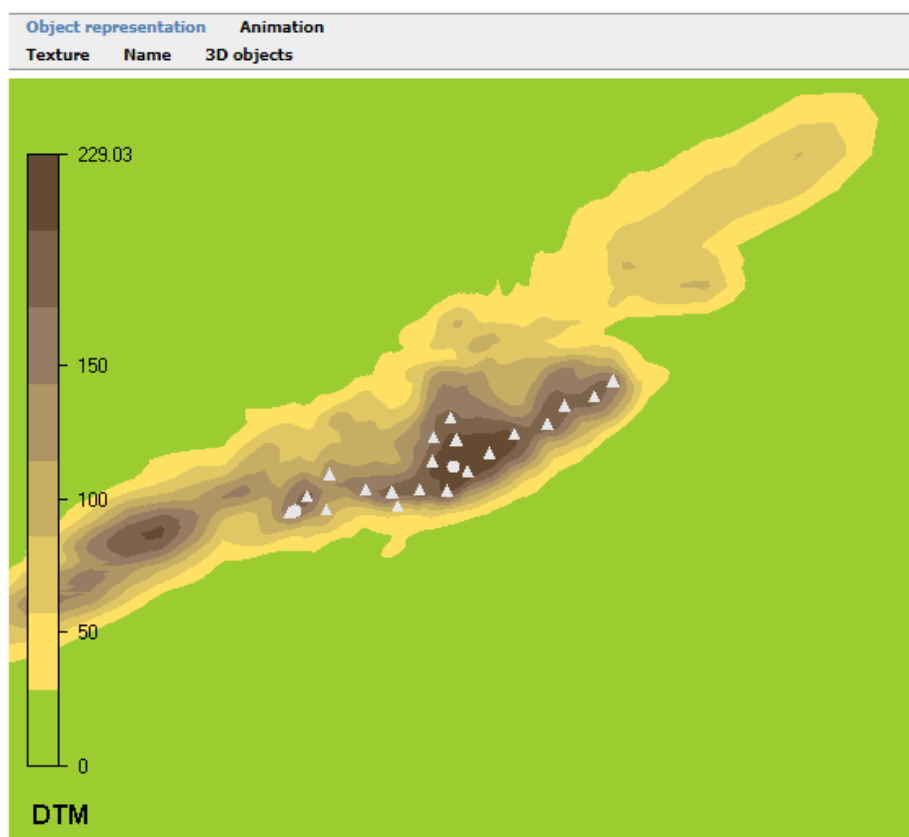 Object representation Animation
Texture Name 3D objects
229.03
150
100
50
0
DTM